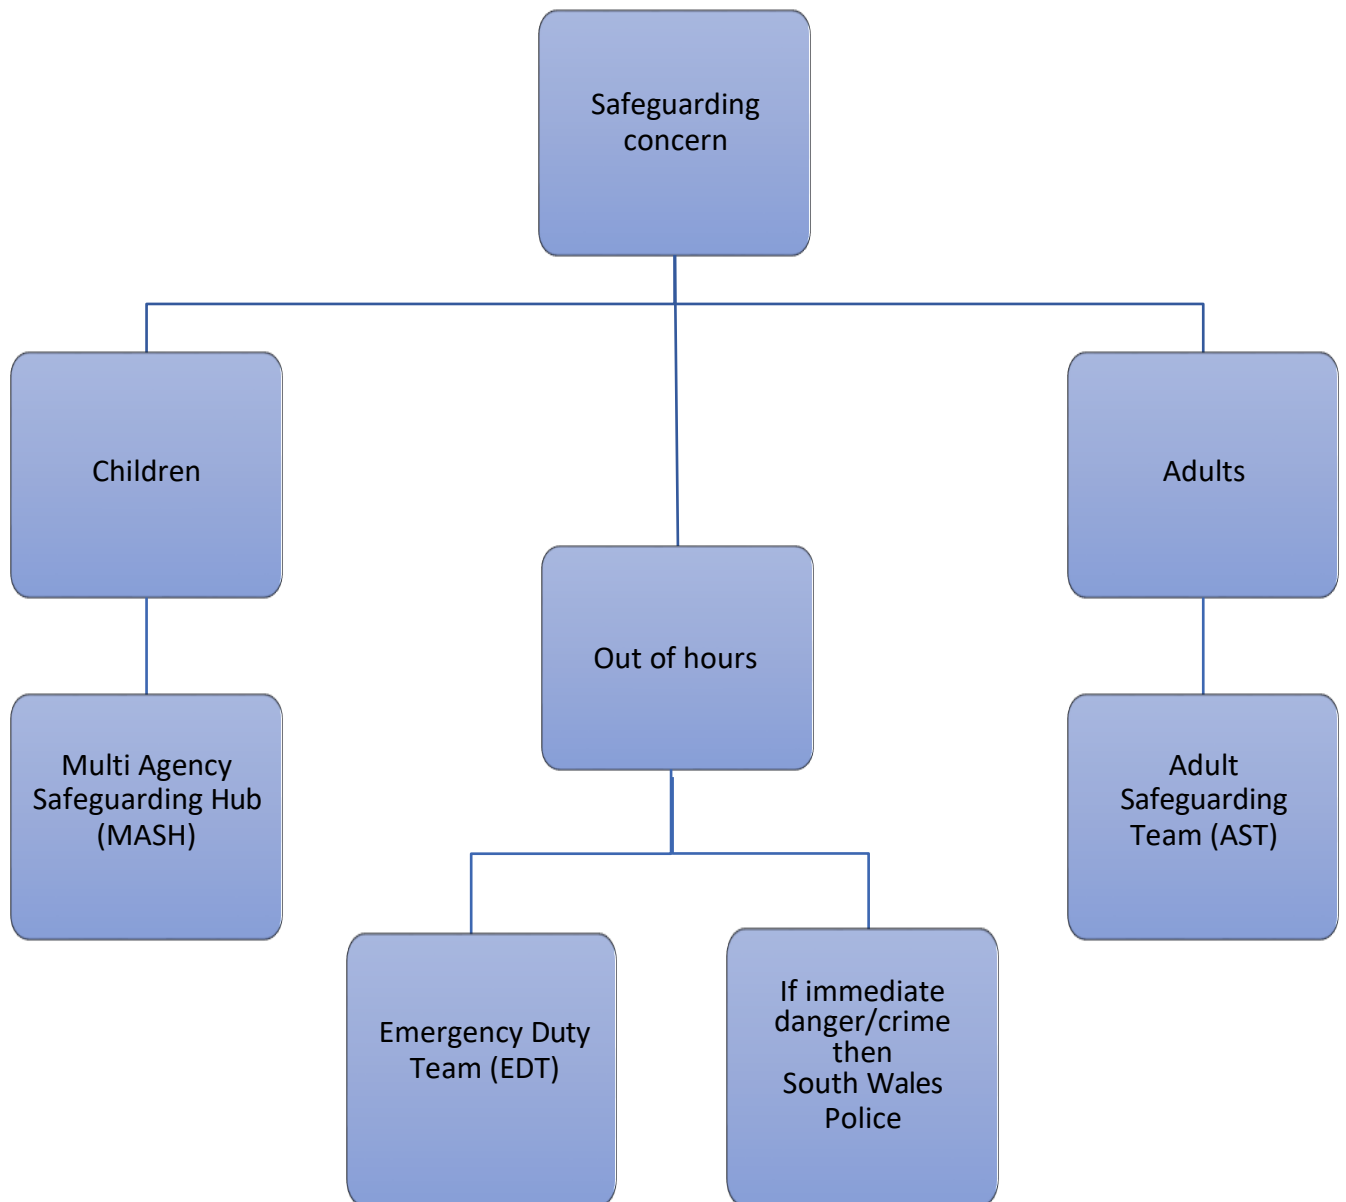 Safeguarding
concern
Children
Adults
Out of hours
Multi Agency
Safeguarding Hub
(MASH)
Adult
Safeguarding
Team (AST)
Emergency Duty
Team (EDT)
If immediate
danger/crime
then
South Wales
Police